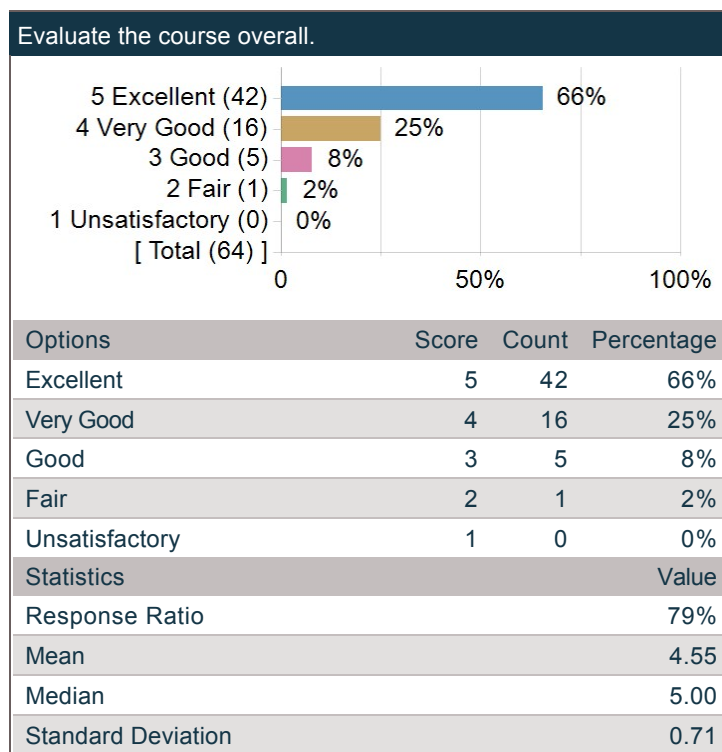 Evaluate the course overall.
5 Excellent (42) 66%
4 Very Good (16) 25%
3 Good (5) 8%
2 Fair (1) 2%
1 Unsatisfactory (0) 0%
[ Total (64) ]
0 50% 100%
Options Score Count Percentage
Excellent 5 42 66%
Very Good 4 16 25%
Good 3 5 8%
Fair 2 1 2%
Unsatisfactory 1 0 0%
Statistics Value
Response Ratio 79%
Mean 4.55
Median 5.00
Standard Deviation 0.71